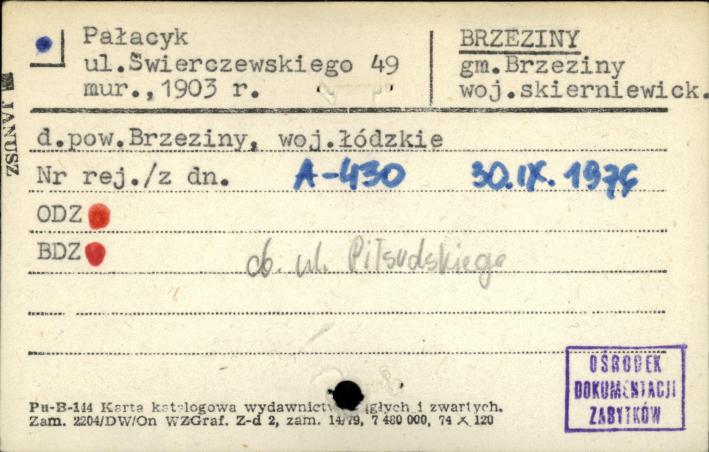 Pałacyk
ul.Swierczewskiego 49
mur.,1903 r.
BRZEZINY
gm.Brzeziny
woj.skierniewick.
d.pow.Brzeziny, woj.łódzkie
Nr rej./z dn. A-430 30.IX.1976
ODZ
BDZ
ob. ul. Piłsudskiego
JANUSZ
OŚRODEK
DOKUMENTACJI
ZABYTKÓW
Pu-B-144 Karta katalogowa wydawnictw ciągłych i zwartych.
Zam. 2204/DW/On WZGraf. Z-d 2, zam. 14/79, 7 480 000, 74 x 120